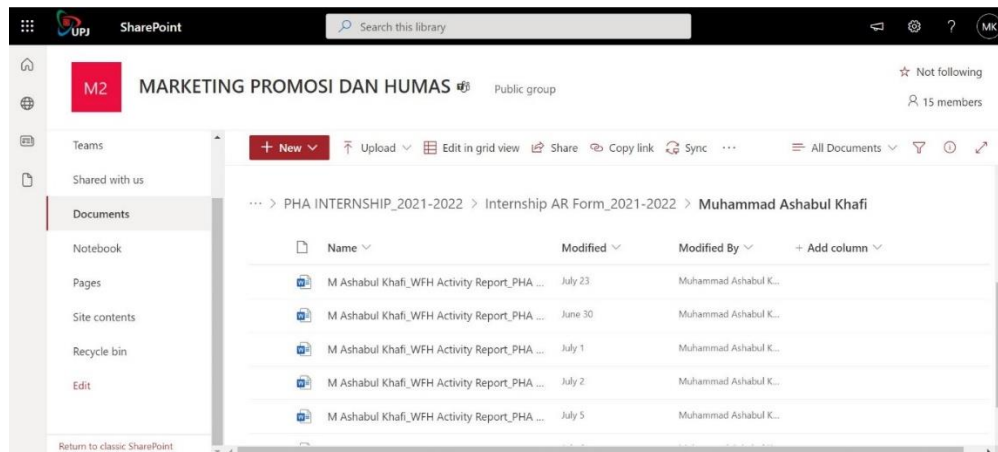 UPJ SharePoint Search this library ? MK
M2 MARKETING PROMOSI DAN HUMAS Public group
Not following
15 members
Teams
Shared with us
Documents
Notebook
Pages
Site contents
Recycle bin
Edit
Return to classic SharePoint
+ New Upload Edit in grid view Share Copy link Sync ... All Documents
... > PHA INTERNSHIP_2021-2022 > Internship AR Form_2021-2022 > Muhammad Ashabul Khafi
Name Modified Modified By + Add column
M Ashabul Khafi_WFH Activity Report_PHA ... July 23 Muhammad Ashabul K...
M Ashabul Khafi_WFH Activity Report_PHA ... June 30 Muhammad Ashabul K...
M Ashabul Khafi_WFH Activity Report_PHA ... July 1 Muhammad Ashabul K...
M Ashabul Khafi_WFH Activity Report_PHA ... July 2 Muhammad Ashabul K...
M Ashabul Khafi_WFH Activity Report_PHA ... July 5 Muhammad Ashabul K...